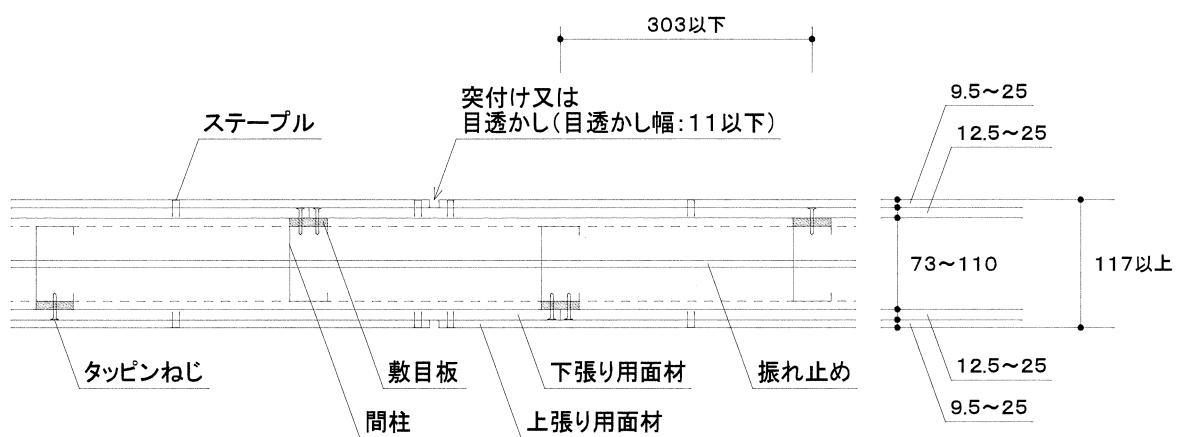 303以下
突付け又は
目透かし(目透かし幅:11以下)
ステープル
9.5~25
12.5~25
73~110
117以上
タッピンねじ
敷目板
下張り用面材
振れ止め
12.5~25
間柱
上張り用面材
9.5~25